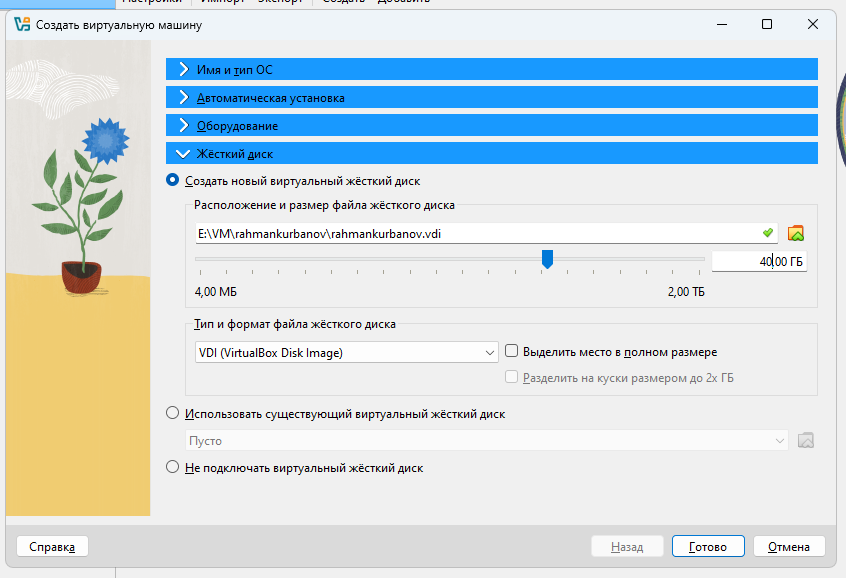 Настройки Импорт Экспорт Создать Добавить
Создать виртуальную машину
Имя и тип ОС
Автоматическая установка
Оборудование
Жёсткий диск
Создать новый виртуальный жёсткий диск
Расположение и размер файла жёсткого диска
E:\VM\rahmankurbanov\rahmankurbanov.vdi
40,00 ГБ
4,00 МБ 2,00 ТБ
Тип и формат файла жёсткого диска
VDI (VirtualBox Disk Image) Выделить место в полном размере
Разделить на куски размером до 2х ГБ
Использовать существующий виртуальный жёсткий диск
Пусто
Не подключать виртуальный жёсткий диск
Справка Назад Готово Отмена